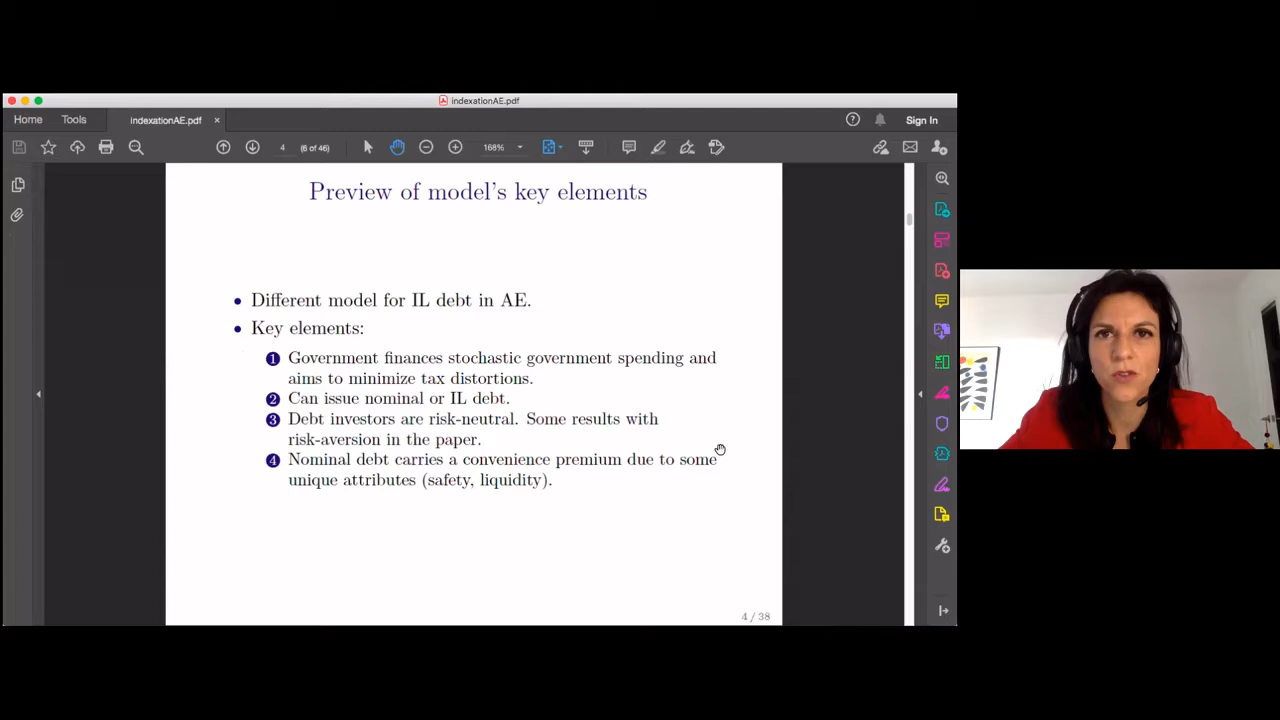 indexationAE.pdf
Home Tools indexationAE.pdf × Sign In
4 (6 of 46) 168%
Preview of model's key elements
• Different model for IL debt in AE.
• Key elements:
1 Government finances stochastic government spending and
aims to minimize tax distortions.
2 Can issue nominal or IL debt.
3 Debt investors are risk-neutral. Some results with
risk-aversion in the paper.
4 Nominal debt carries a convenience premium due to some
unique attributes (safety, liquidity).
4 / 38